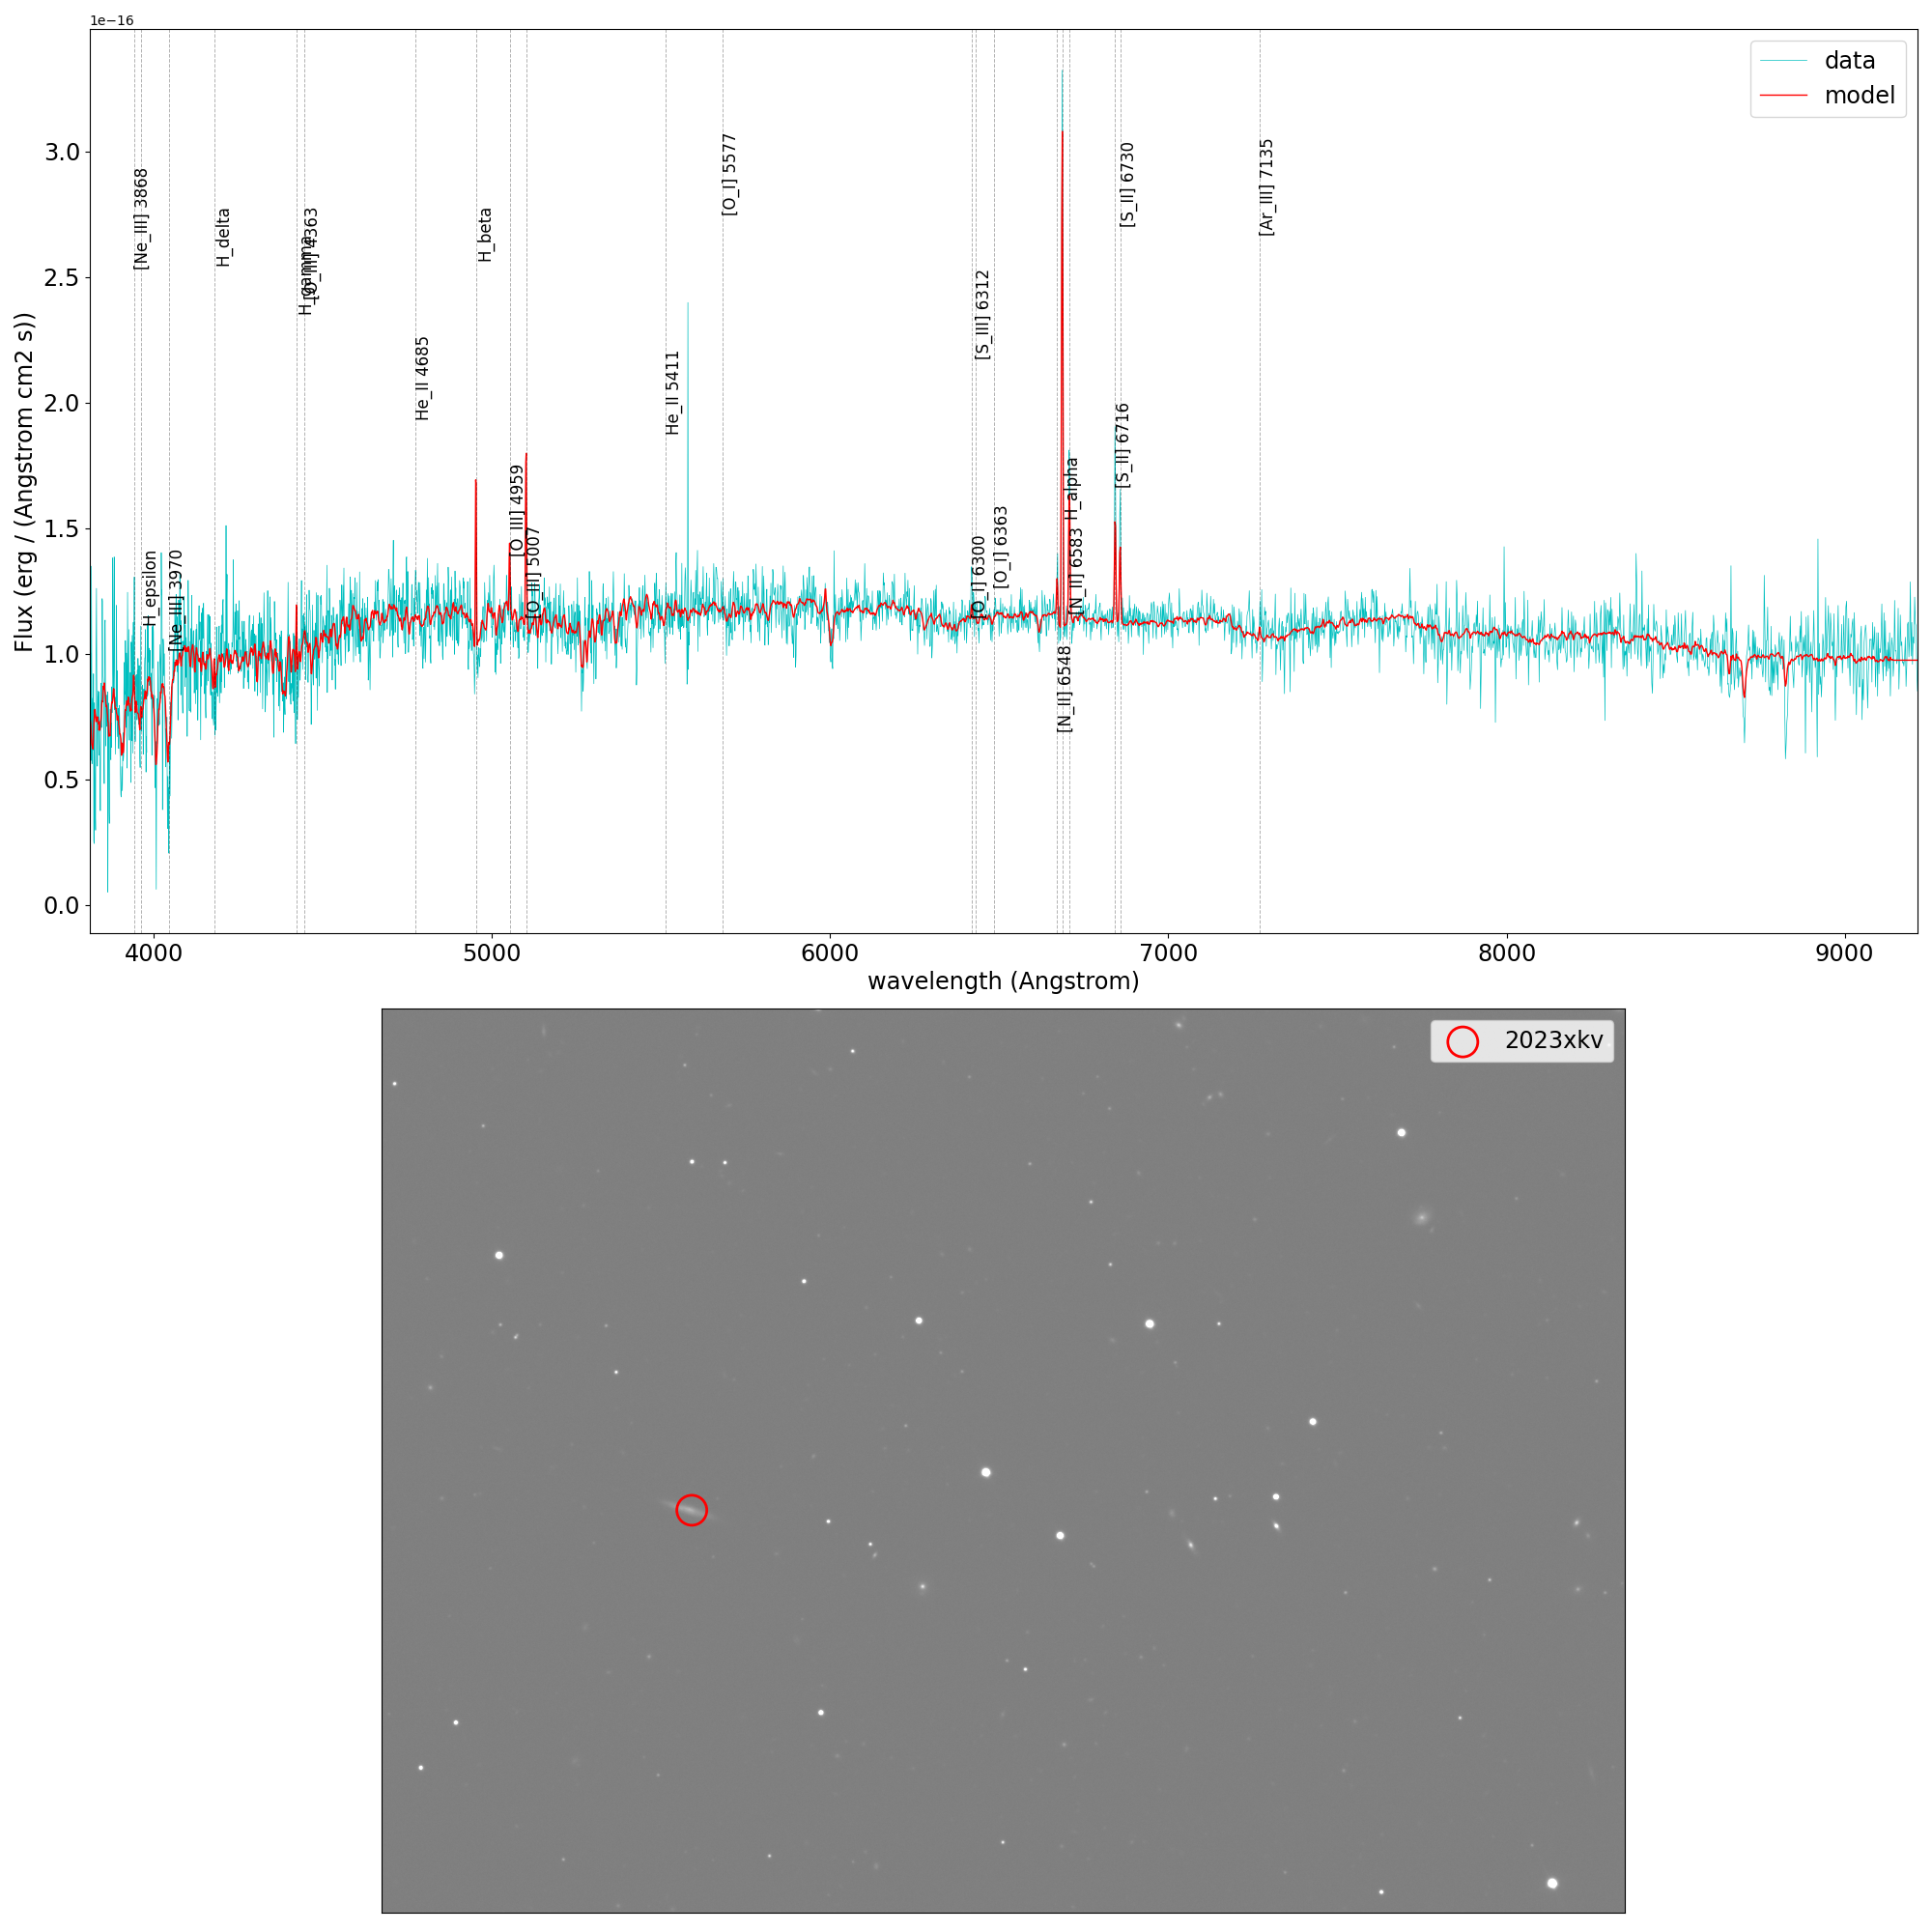 1e−16
data
model
3.0
2.5
2.0
1.5
1.0
0.5
0.0
Flux (erg / (Angstrom cm2 s))
[Ne_III] 3868
H_epsilon
[Ne_III] 3970
H_delta
H_gamma
[O_III] 4363
He_II 4685
H_beta
[O_III] 4959
[O_III] 5007
He_II 5411
[O_I] 5577
[O_I] 6300
[S_III] 6312
[O_I] 6363
[N_II] 6548
H_alpha
[N_II] 6583
[S_II] 6716
[S_II] 6730
[Ar_III] 7135
4000 5000 6000 7000 8000 9000
wavelength (Angstrom)
2023xkv